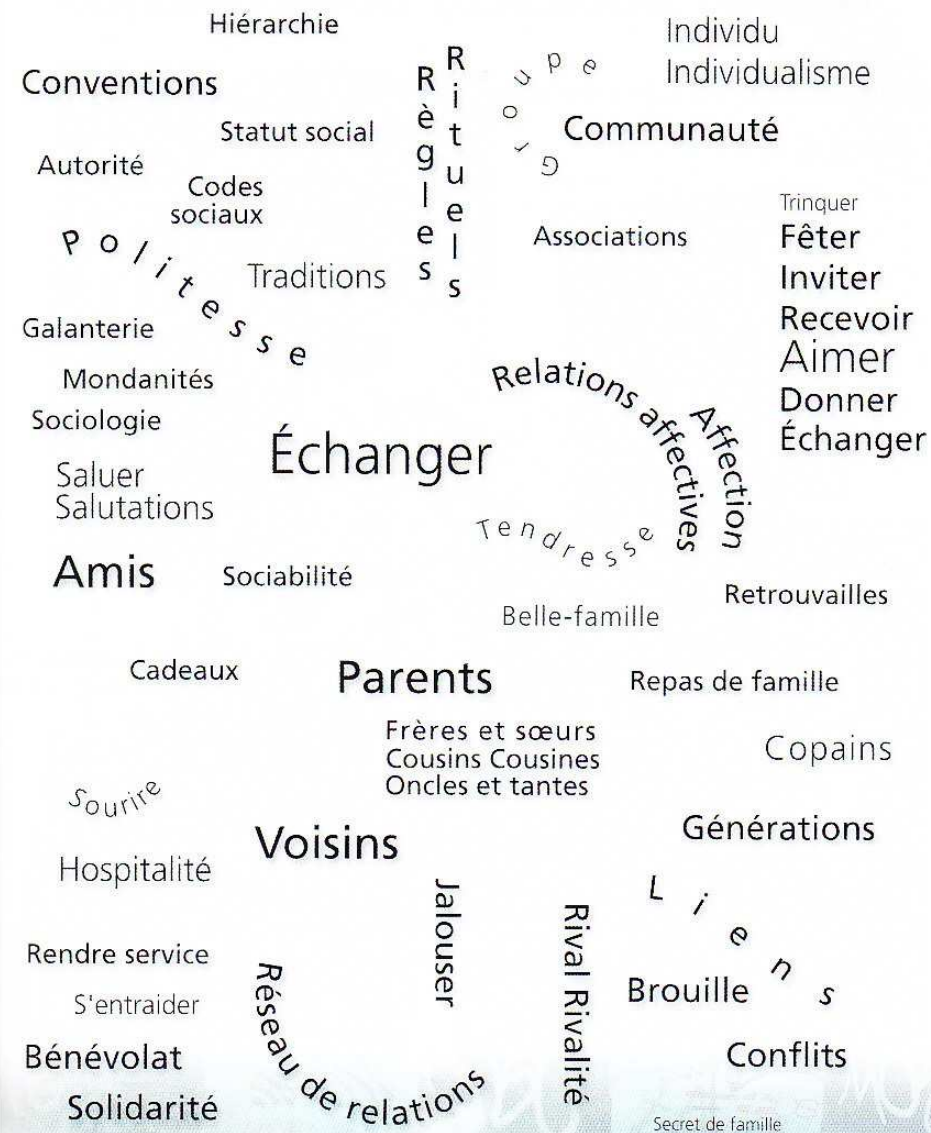 Hiérarchie
Individu
Individualisme
Conventions
Règles
Rituels
Groupe
Communauté
Statut social
Autorité
Codes
sociaux
Trinquer
Fêter
Inviter
Recevoir
Aimer
Donner
Échanger
Politesse
Associations
Traditions
Galanterie
Mondanités
Sociologie
Relations affectives
Affection
Échanger
Saluer
Salutations
Tendresse
Amis
Sociabilité
Retrouvailles
Belle-famille
Cadeaux
Parents
Repas de famille
Frères et sœurs
Cousins Cousines
Oncles et tantes
Copains
Sourire
Voisins
Générations
Hospitalité
Jalouser
Rival Rivalité
Liens
Rendre service
S'entraider
Réseau de relations
Brouille
Bénévolat
Conflits
Solidarité
Secret de famille